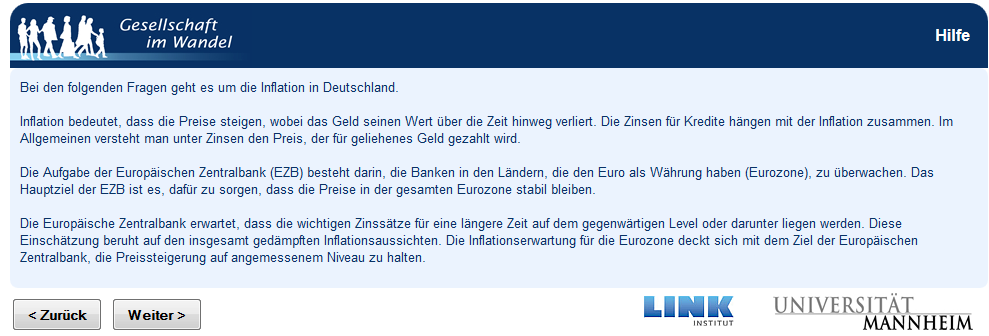 Gesellschaft
im Wandel
Hilfe
Bei den folgenden Fragen geht es um die Inflation in Deutschland.
Inflation bedeutet, dass die Preise steigen, wobei das Geld seinen Wert über die Zeit hinweg verliert. Die Zinsen für Kredite hängen mit der Inflation zusammen. Im
Allgemeinen versteht man unter Zinsen den Preis, der für geliehenes Geld gezahlt wird.
Die Aufgabe der Europäischen Zentralbank (EZB) besteht darin, die Banken in den Ländern, die den Euro als Währung haben (Eurozone), zu überwachen. Das
Hauptziel der EZB ist es, dafür zu sorgen, dass die Preise in der gesamten Eurozone stabil bleiben.
Die Europäische Zentralbank erwartet, dass die wichtigen Zinssätze für eine längere Zeit auf dem gegenwärtigen Level oder darunter liegen werden. Diese
Einschätzung beruht auf den insgesamt gedämpften Inflationsaussichten. Die Inflationserwartung für die Eurozone deckt sich mit dem Ziel der Europäischen
Zentralbank, die Preissteigerung auf angemessenem Niveau zu halten.
< Zurück
Weiter >
LINK
INSTITUT
UNIVERSITÄT
MANNHEIM